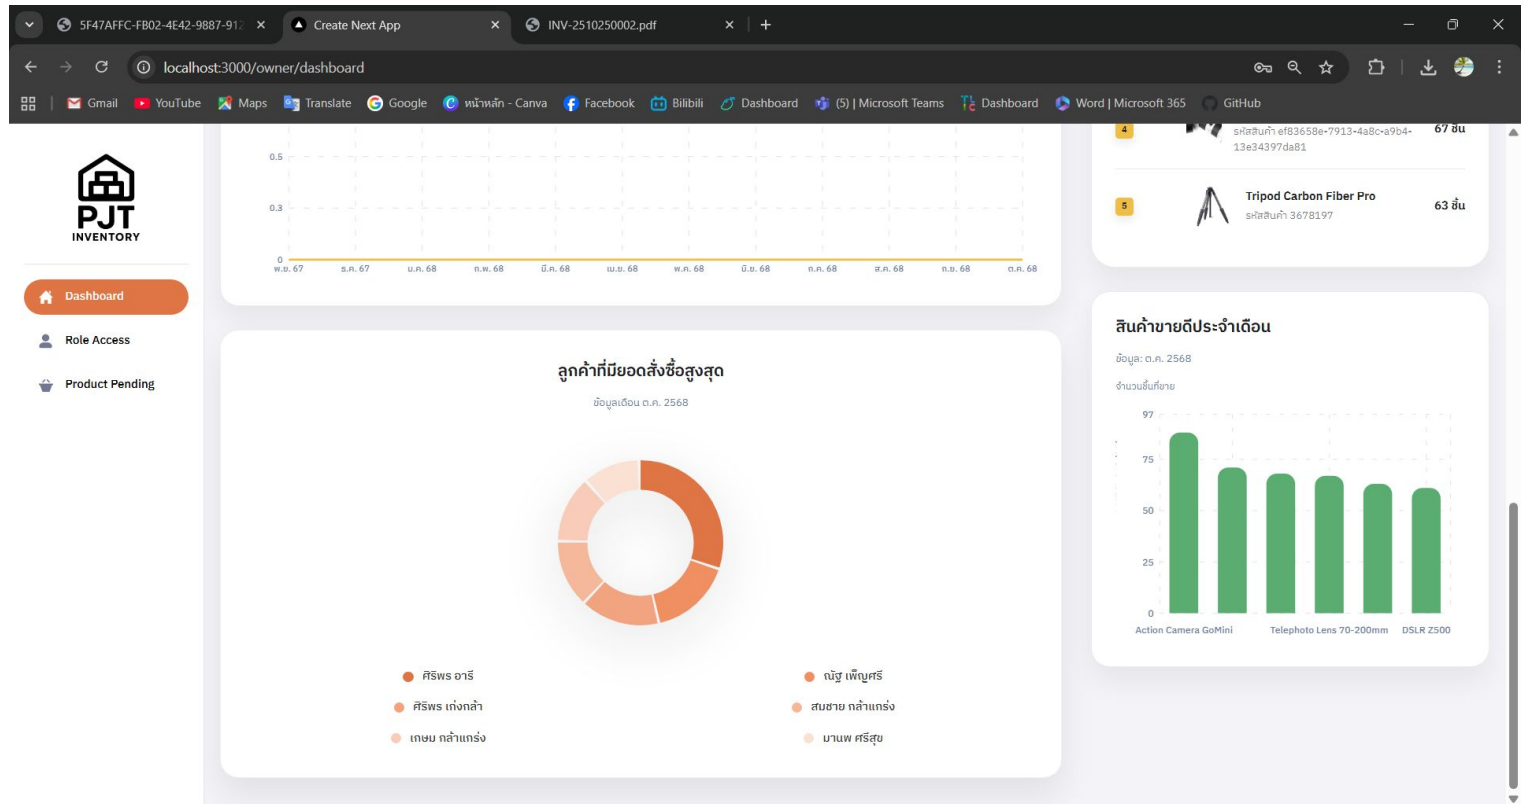 5F47AFFC-FB02-4E42-9887-912
Create Next App
INV-2510250002.pdf
localhost:3000/owner/dashboard
Gmail
YouTube
Maps
Translate
Google
หน้าหลัก - Canva
Facebook
Bilibili
Dashboard
(5) | Microsoft Teams
Dashboard
Word | Microsoft 365
GitHub
PJT
INVENTORY
Dashboard
Role Access
Product Pending
0.5
0.3
0
พ.ย. 67
ธ.ค. 67
ม.ค. 68
ก.พ. 68
มี.ค. 68
เม.ย. 68
พ.ค. 68
มิ.ย. 68
ก.ค. 68
ส.ค. 68
ก.ย. 68
ต.ค. 68
4
รหัสสินค้า ef83658e-7913-4a8c-a9b4-
13e34397da81
67 ชิ้น
5
Tripod Carbon Fiber Pro
รหัสสินค้า 3678197
63 ชิ้น
ลูกค้าที่มียอดสั่งซื้อสูงสุด
ข้อมูลเดือน ต.ค. 2568
ศิริพร อารี
ณัฐ เพ็ญศรี
ศิริพร เก่งกล้า
สมชาย กล้าแกร่ง
เกษม กล้าแกร่ง
มานพ ศรีสุข
สินค้าขายดีประจำเดือน
ข้อมูล: ต.ค. 2568
จำนวนชิ้นที่ขาย
97
75
50
25
0
Action Camera GoMini
Telephoto Lens 70-200mm
DSLR Z500